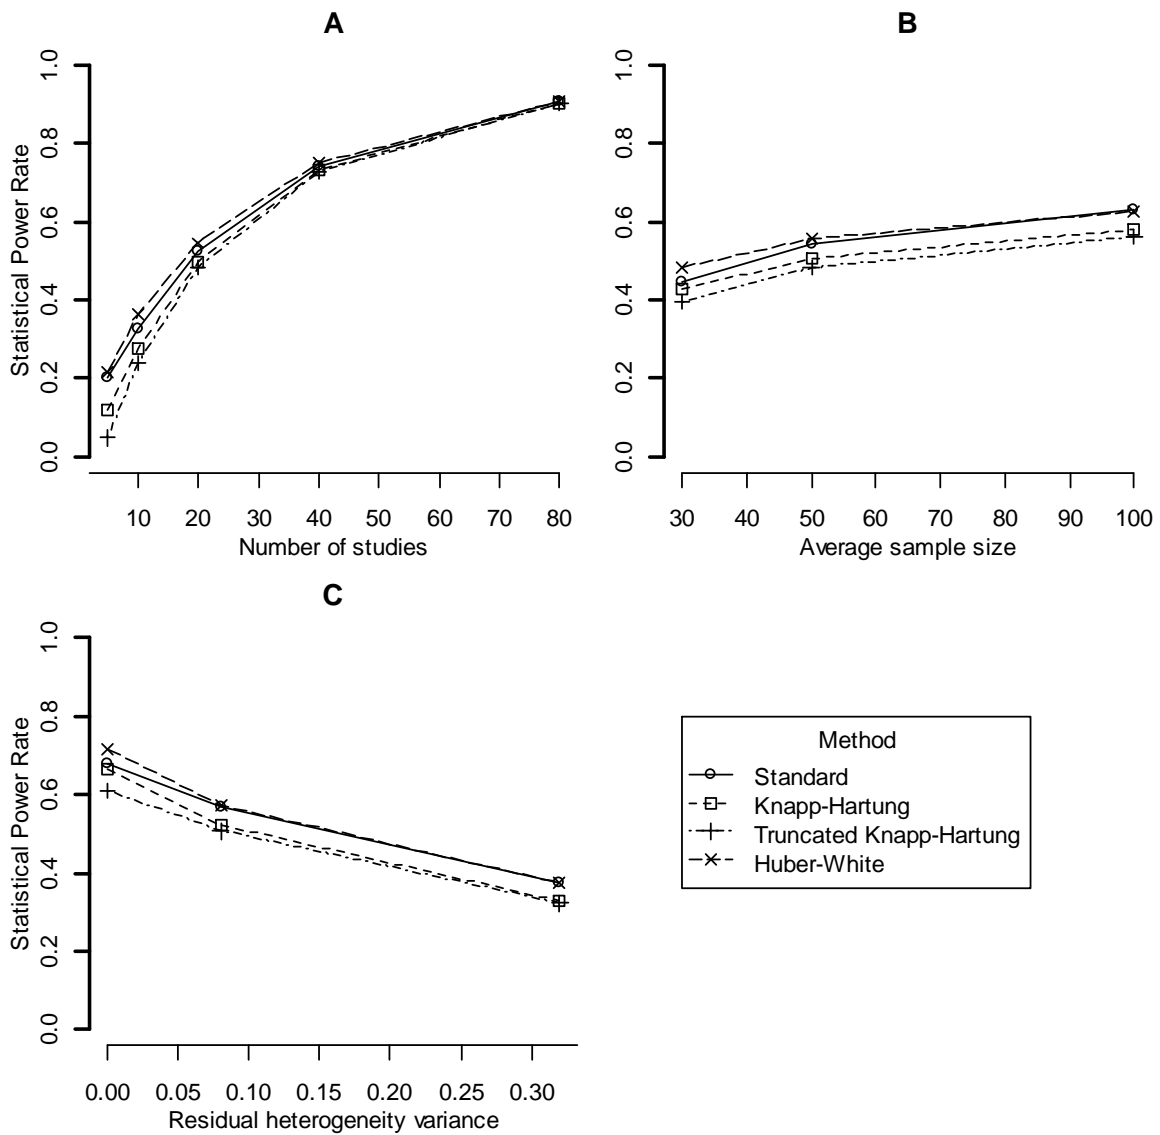 A
1.0
0.8
0.6
0.4
0.2
0.0
Statistical Power Rate
10 20 30 40 50 60 70 80
Number of studies
B
1.0
0.8
0.6
0.4
0.2
0.0
Statistical Power Rate
30 40 50 60 70 80 90 100
Average sample size
C
1.0
0.8
0.6
0.4
0.2
0.0
Statistical Power Rate
0.00 0.05 0.10 0.15 0.20 0.25 0.30
Residual heterogeneity variance
Method
Standard
Knapp-Hartung
Truncated Knapp-Hartung
Huber-White